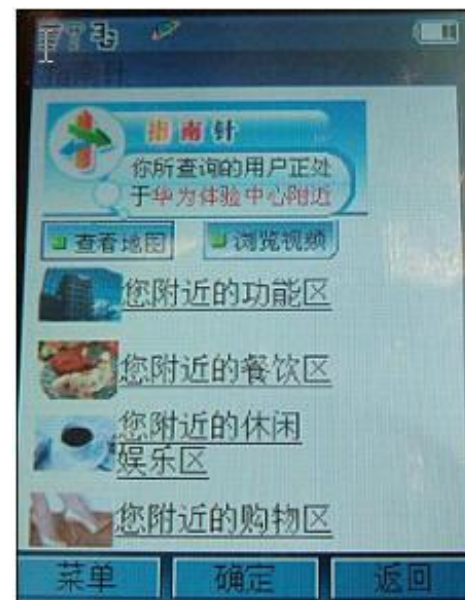 指南针
指南针
你所查询的用户正处
于华为体验中心附近
查看地图
浏览视频
您附近的功能区
您附近的餐饮区
您附近的休闲
娱乐区
您附近的购物区
菜单
确定
返回